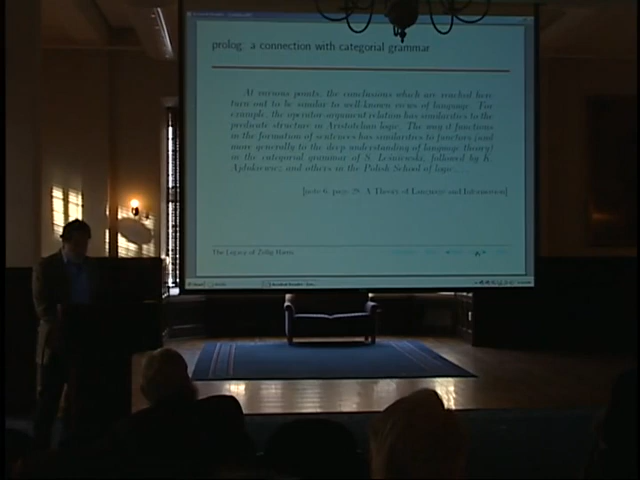 prolog: a connection with categorial grammar
At various points, the conclusions which are reached here
turn out to be similar to well-known views of language. For
example, the operator-argument relation has similarities to the
predicate structure in Aristotelian logic. The way it functions
in the formation of sentences has similarities to functors (and
more generally to the deep understanding of language theory)
in the categorial grammar of S. Leśniewski, followed by K.
Ajdukiewicz and others in the Polish School of logic....
[note 6, page 28, A Theory of Language and Information]
The Legacy of Zellig Harris